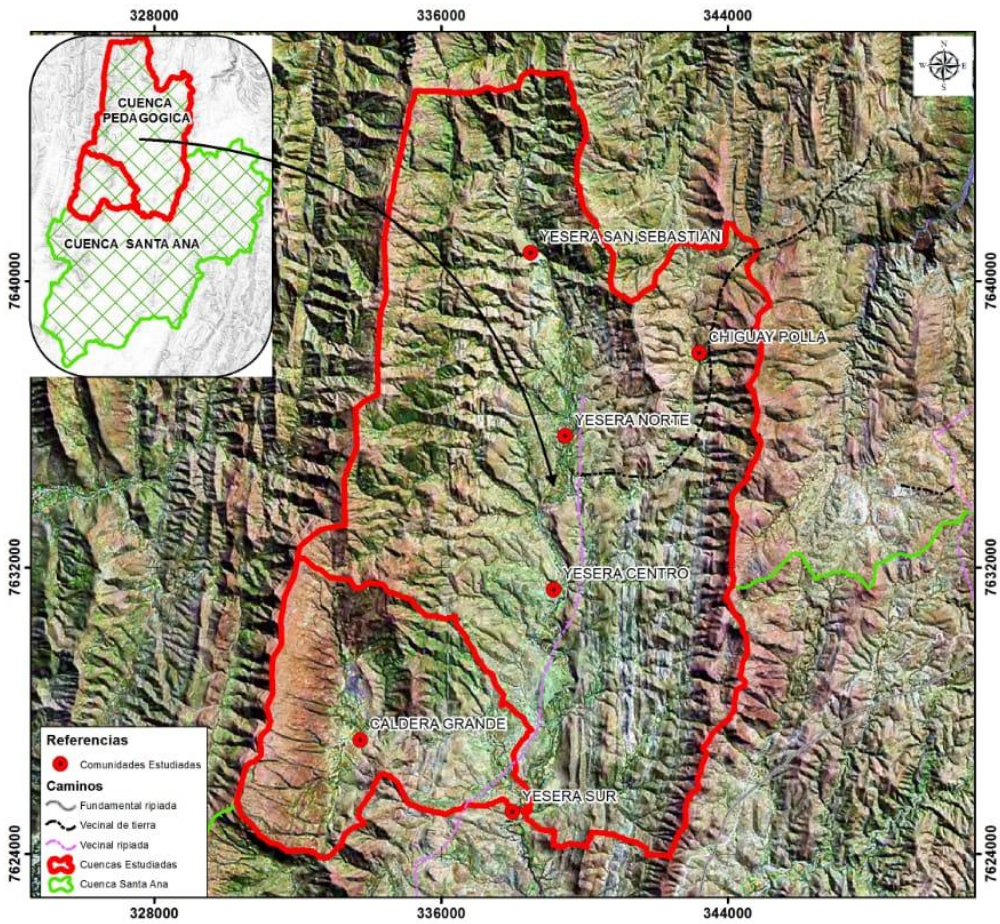 328000
336000
344000
CUENCA
PEDAGOGICA
CUENCA SANTA ANA
N
W
E
S
YESERA SAN SEBASTIAN
7640000
7640000
CHIGUAY POLLA
YESERA NORTE
7632000
7632000
YESERA CENTRO
CALDERA GRANDE
YESERA SUR
Referencias
Comunidades Estudiadas
Caminos
Fundamental ripiada
Vecinal de tierra
Vecinal ripiada
Cuencas Estudiadas
Cuenca Santa Ana
7624000
7624000
328000
336000
344000